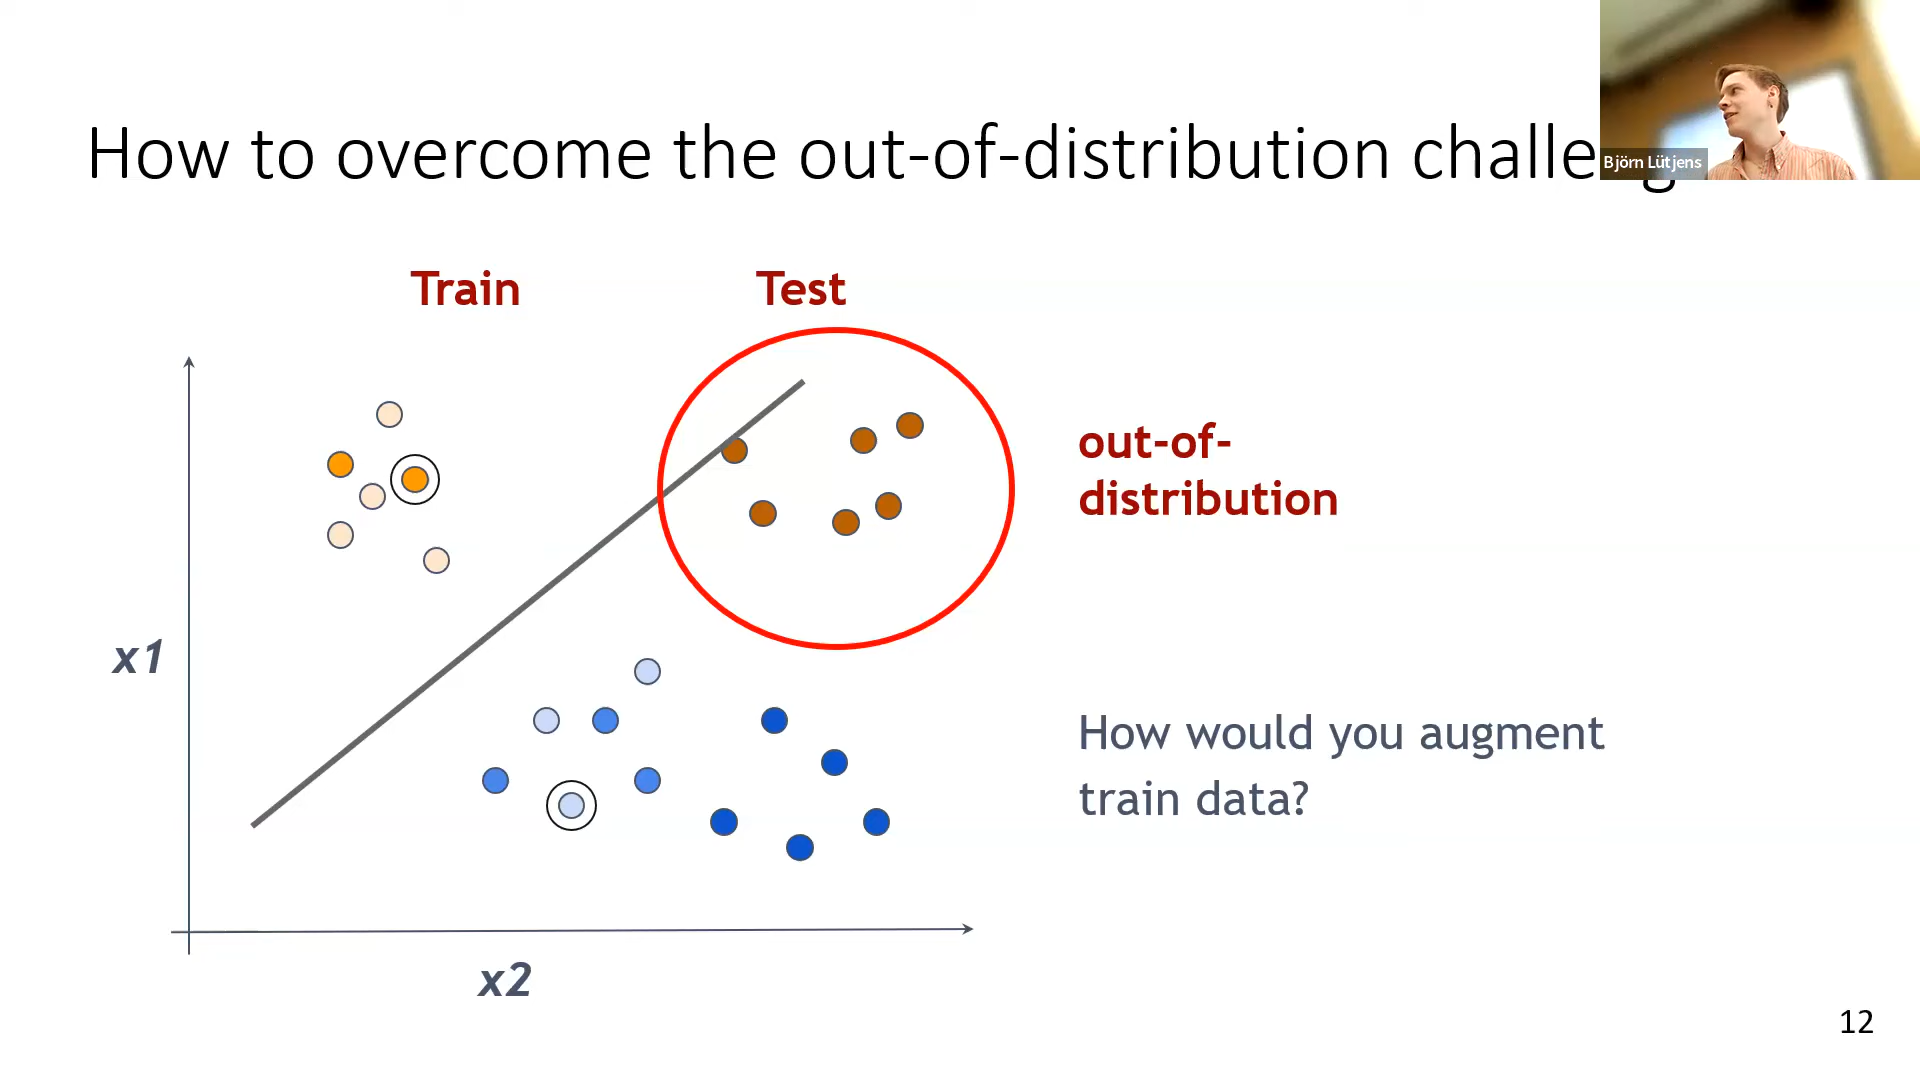 How to overcome the out-of-distribution
Björn Lütjens
Train
Test
out-of-
distribution
x1
How would you augment
train data?
x2
12